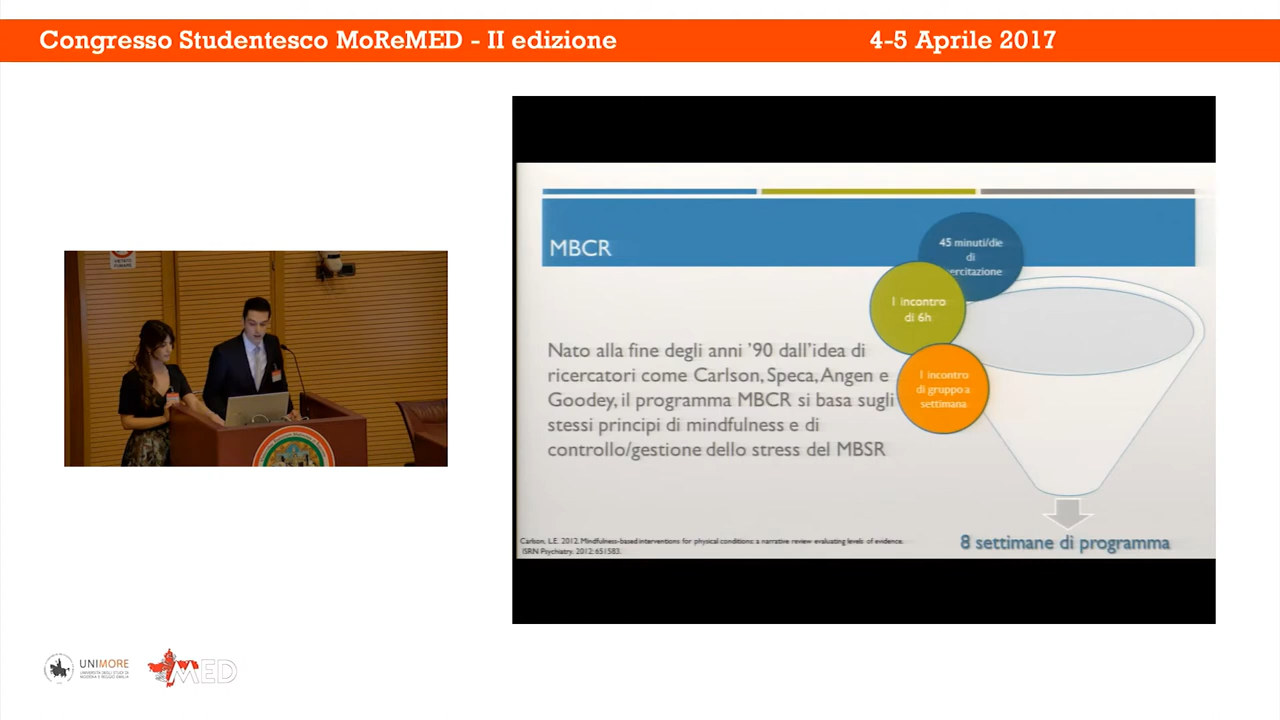 Congresso Studentesco MoReMED - II edizione
4-5 Aprile 2017
MBCR
45 minuti/die
di
ercitazione
1 incontro
di 6h
1 incontro
di gruppo a
settimana
Nato alla fine degli anni '90 dall'idea di
ricercatori come Carlson, Speca, Angen e
Goodey, il programma MBCR si basa sugli
stessi principi di mindfulness e di
controllo/gestione dello stress del MBSR
Carlson, L.E. 2012. Mindfulness-based interventions for physical conditions: a narrative review evaluating levels of evidence.
ISRN Psychiatry. 2012: 651583.
8 settimane di programma
VIETATO
FUMARE
UNIMORE
UNIVERSITÀ DEGLI STUDI DI
MODENA E REGGIO EMILIA
MED